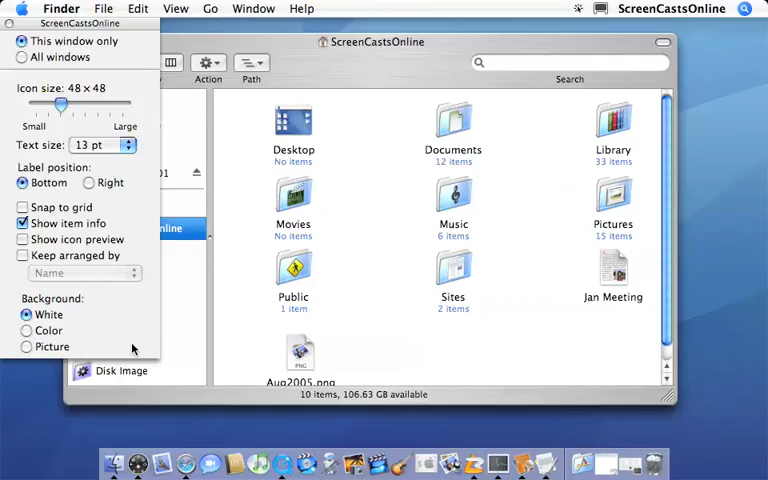 Finder File Edit View Go Window Help ScreenCastsOnline
ScreenCastsOnline
This window only
All windows
Icon size: 48 × 48
Small Large
Text size: 13 pt
Label position:
Bottom Right
Snap to grid
Show item info
Show icon preview
Keep arranged by
Name
Background:
White
Color
Picture
ScreenCastsOnline
Action Path Search
Disk Image
Desktop
No items
Documents
12 items
Library
33 items
Movies
No items
Music
6 items
Pictures
15 items
Public
1 item
Sites
2 items
Jan Meeting
PNG
Aug2005.png
10 items, 106.63 GB available